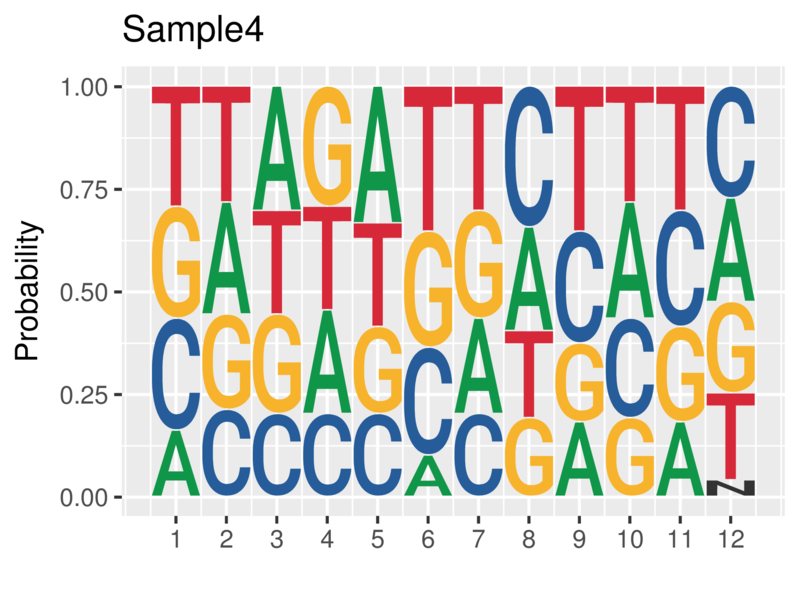 Sample4
Probability
1.00
0.75
0.50
0.25
0.00
T T A G A T T C T T T C
G A T T T G G A C A C A
C G G A G C A T G C G G
A C C C C A C G A G A T
N
1 2 3 4 5 6 7 8 9 10 11 12